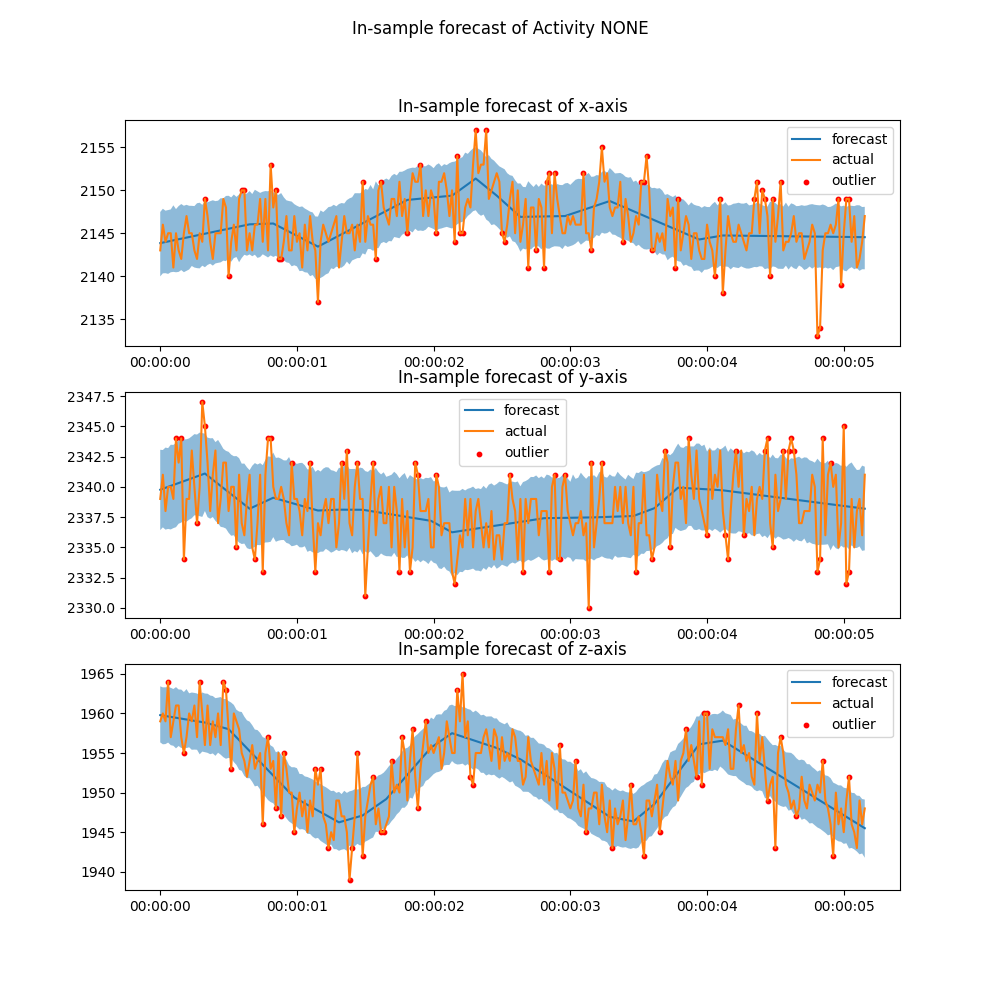 In-sample forecast of Activity NONE
In-sample forecast of x-axis
2155
2150
2145
2140
2135
forecast
actual
outlier
00:00:00 00:00:01 00:00:02 00:00:03 00:00:04 00:00:05
In-sample forecast of y-axis
2347.5
2345.0
2342.5
2340.0
2337.5
2335.0
2332.5
2330.0
forecast
actual
outlier
00:00:00 00:00:01 00:00:02 00:00:03 00:00:04 00:00:05
In-sample forecast of z-axis
1965
1960
1955
1950
1945
1940
forecast
actual
outlier
00:00:00 00:00:01 00:00:02 00:00:03 00:00:04 00:00:05